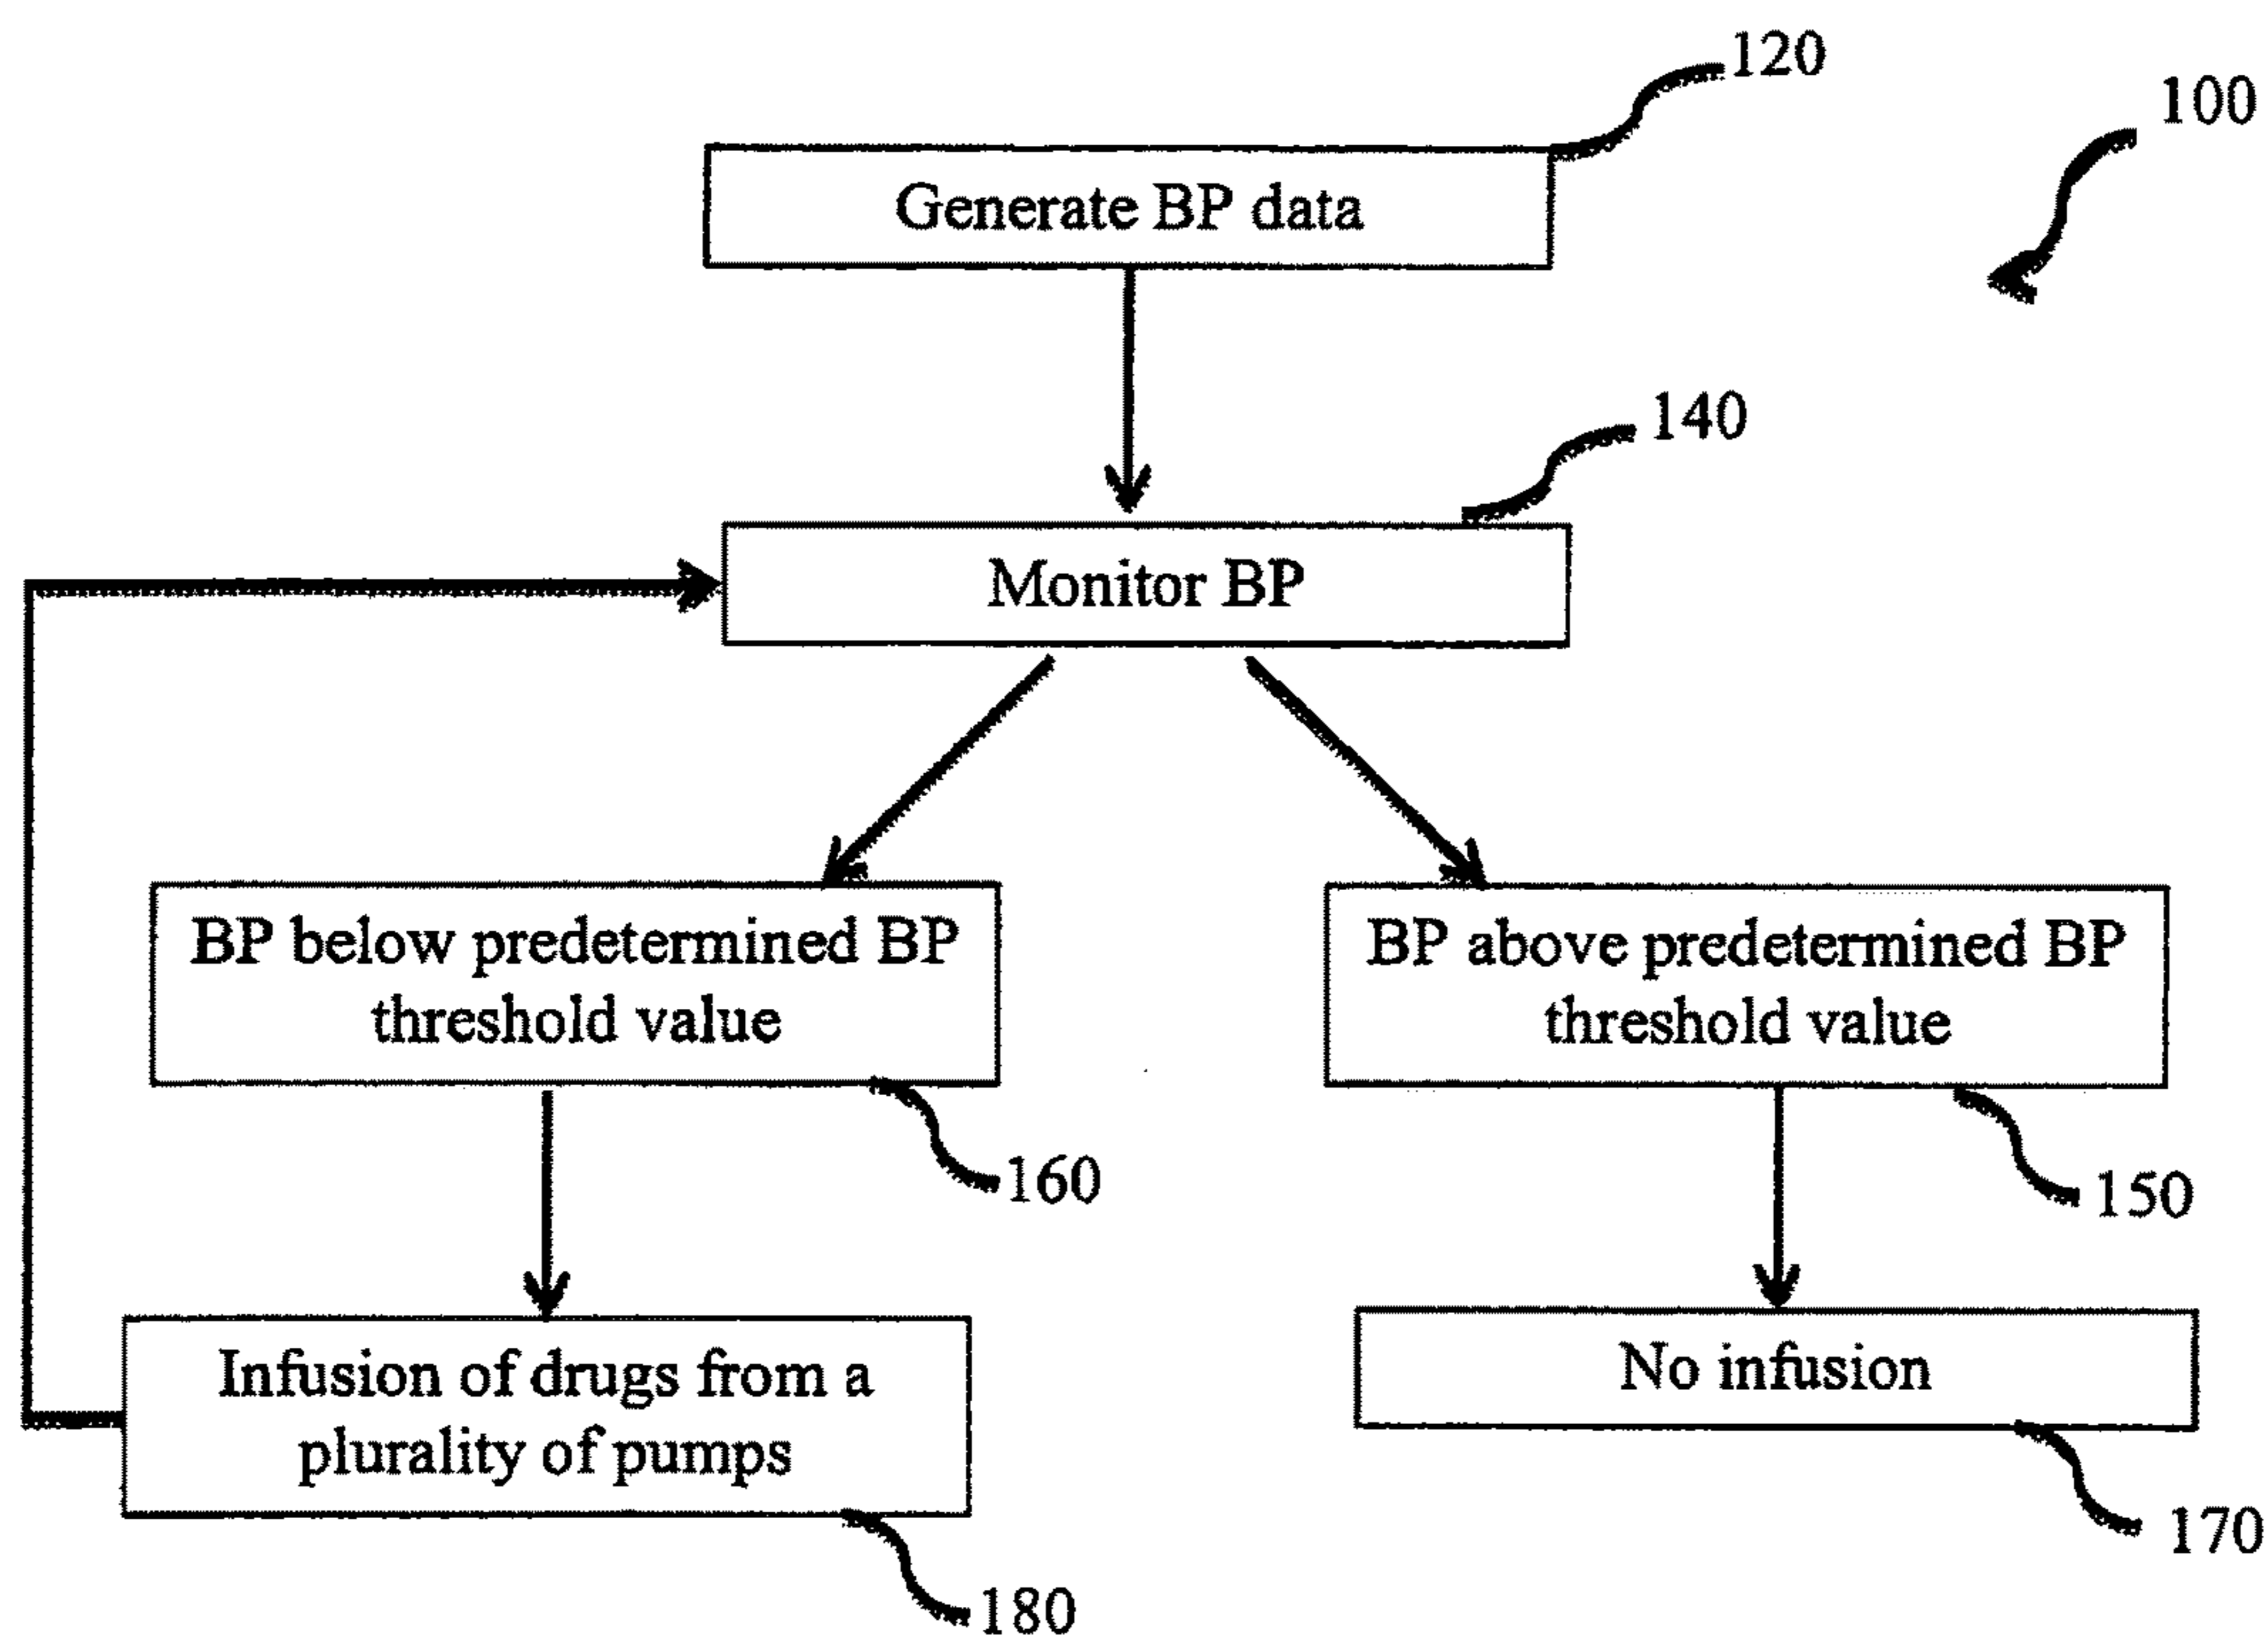 120
100
Generate BP data
140
Monitor BP
BP below predetermined BP
threshold value
BP above predetermined BP
threshold value
160
150
Infusion of drugs from a
plurality of pumps
No infusion
170
180